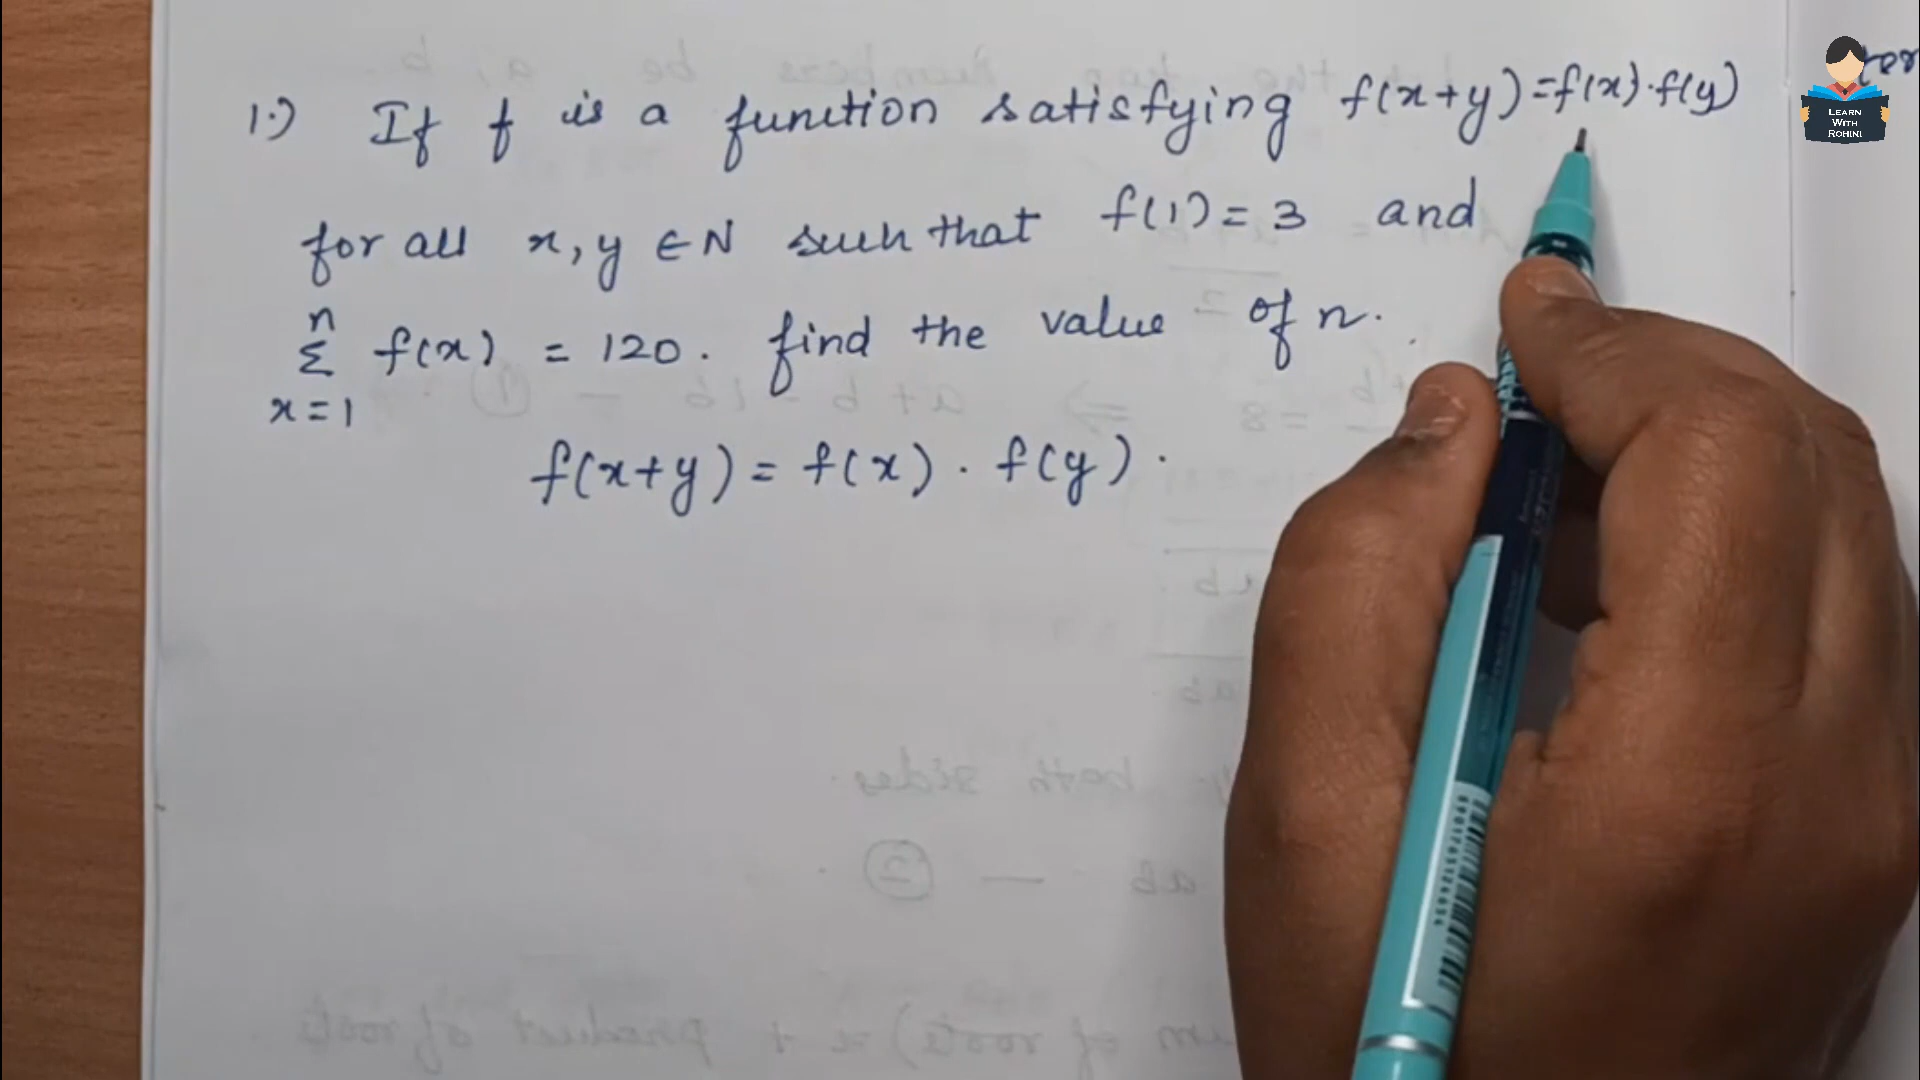 1.) If f is a function satisfying f(x+y)=f(x).f(y)
for all x, y ∈ N such that f(1) = 3 and
n
Σ f(x) = 120. find the value of n.
x=1
f(x+y) = f(x) . f(y).
LEARN
WITH
ROHINI